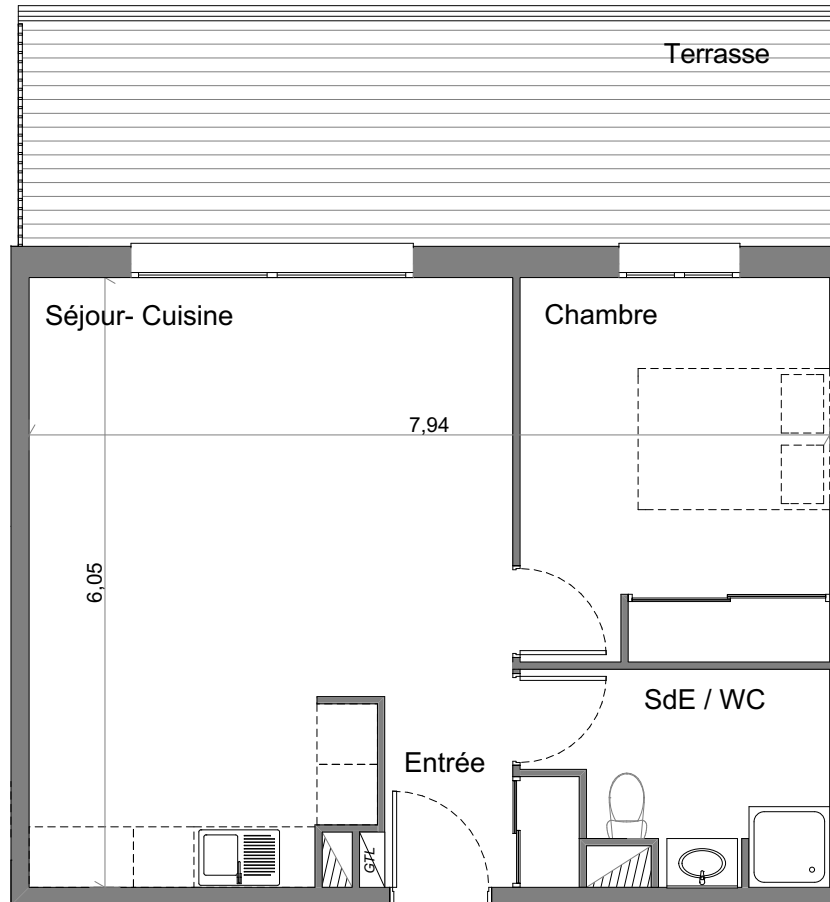 Terrasse
Séjour- Cuisine
Chambre
7,94
6,05
SdE / WC
Entrée
GTL